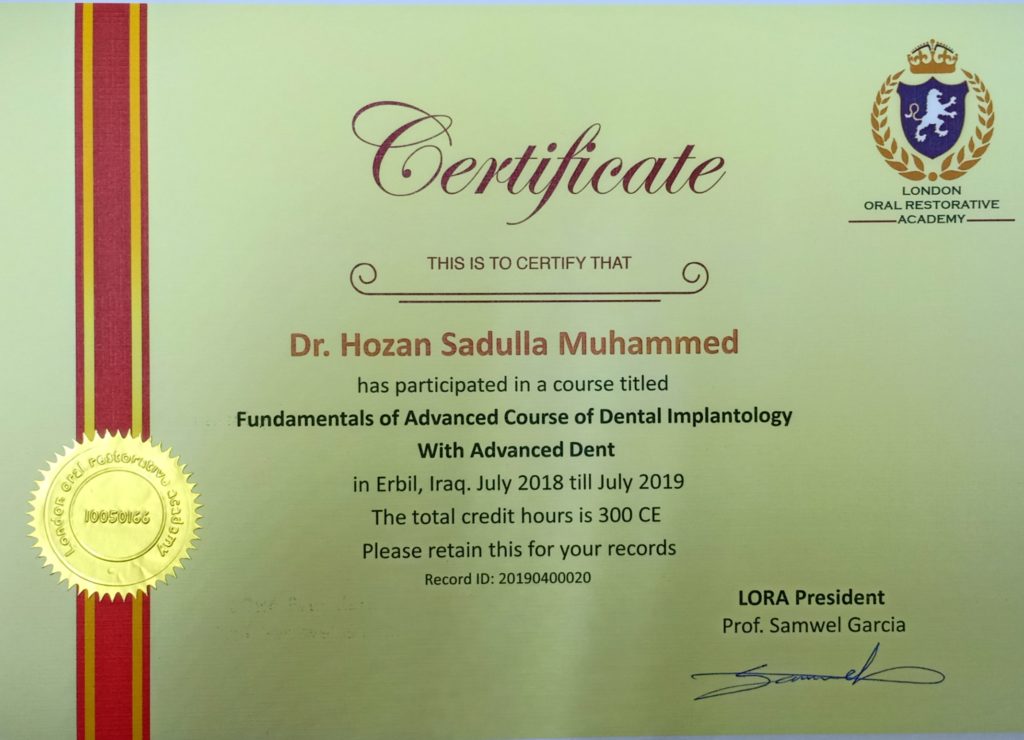 Certificate
LONDON
ORAL RESTORATIVE
ACADEMY
THIS IS TO CERTIFY THAT
Dr. Hozan Sadulla Muhammed
has participated in a course titled
Fundamentals of Advanced Course of Dental Implantology
With Advanced Dent
in Erbil, Iraq. July 2018 till July 2019
The total credit hours is 300 CE
Please retain this for your records
Record ID: 20190400020
London oral restorative academy
10050166
LORA President
Prof. Samwel Garcia
Samwel